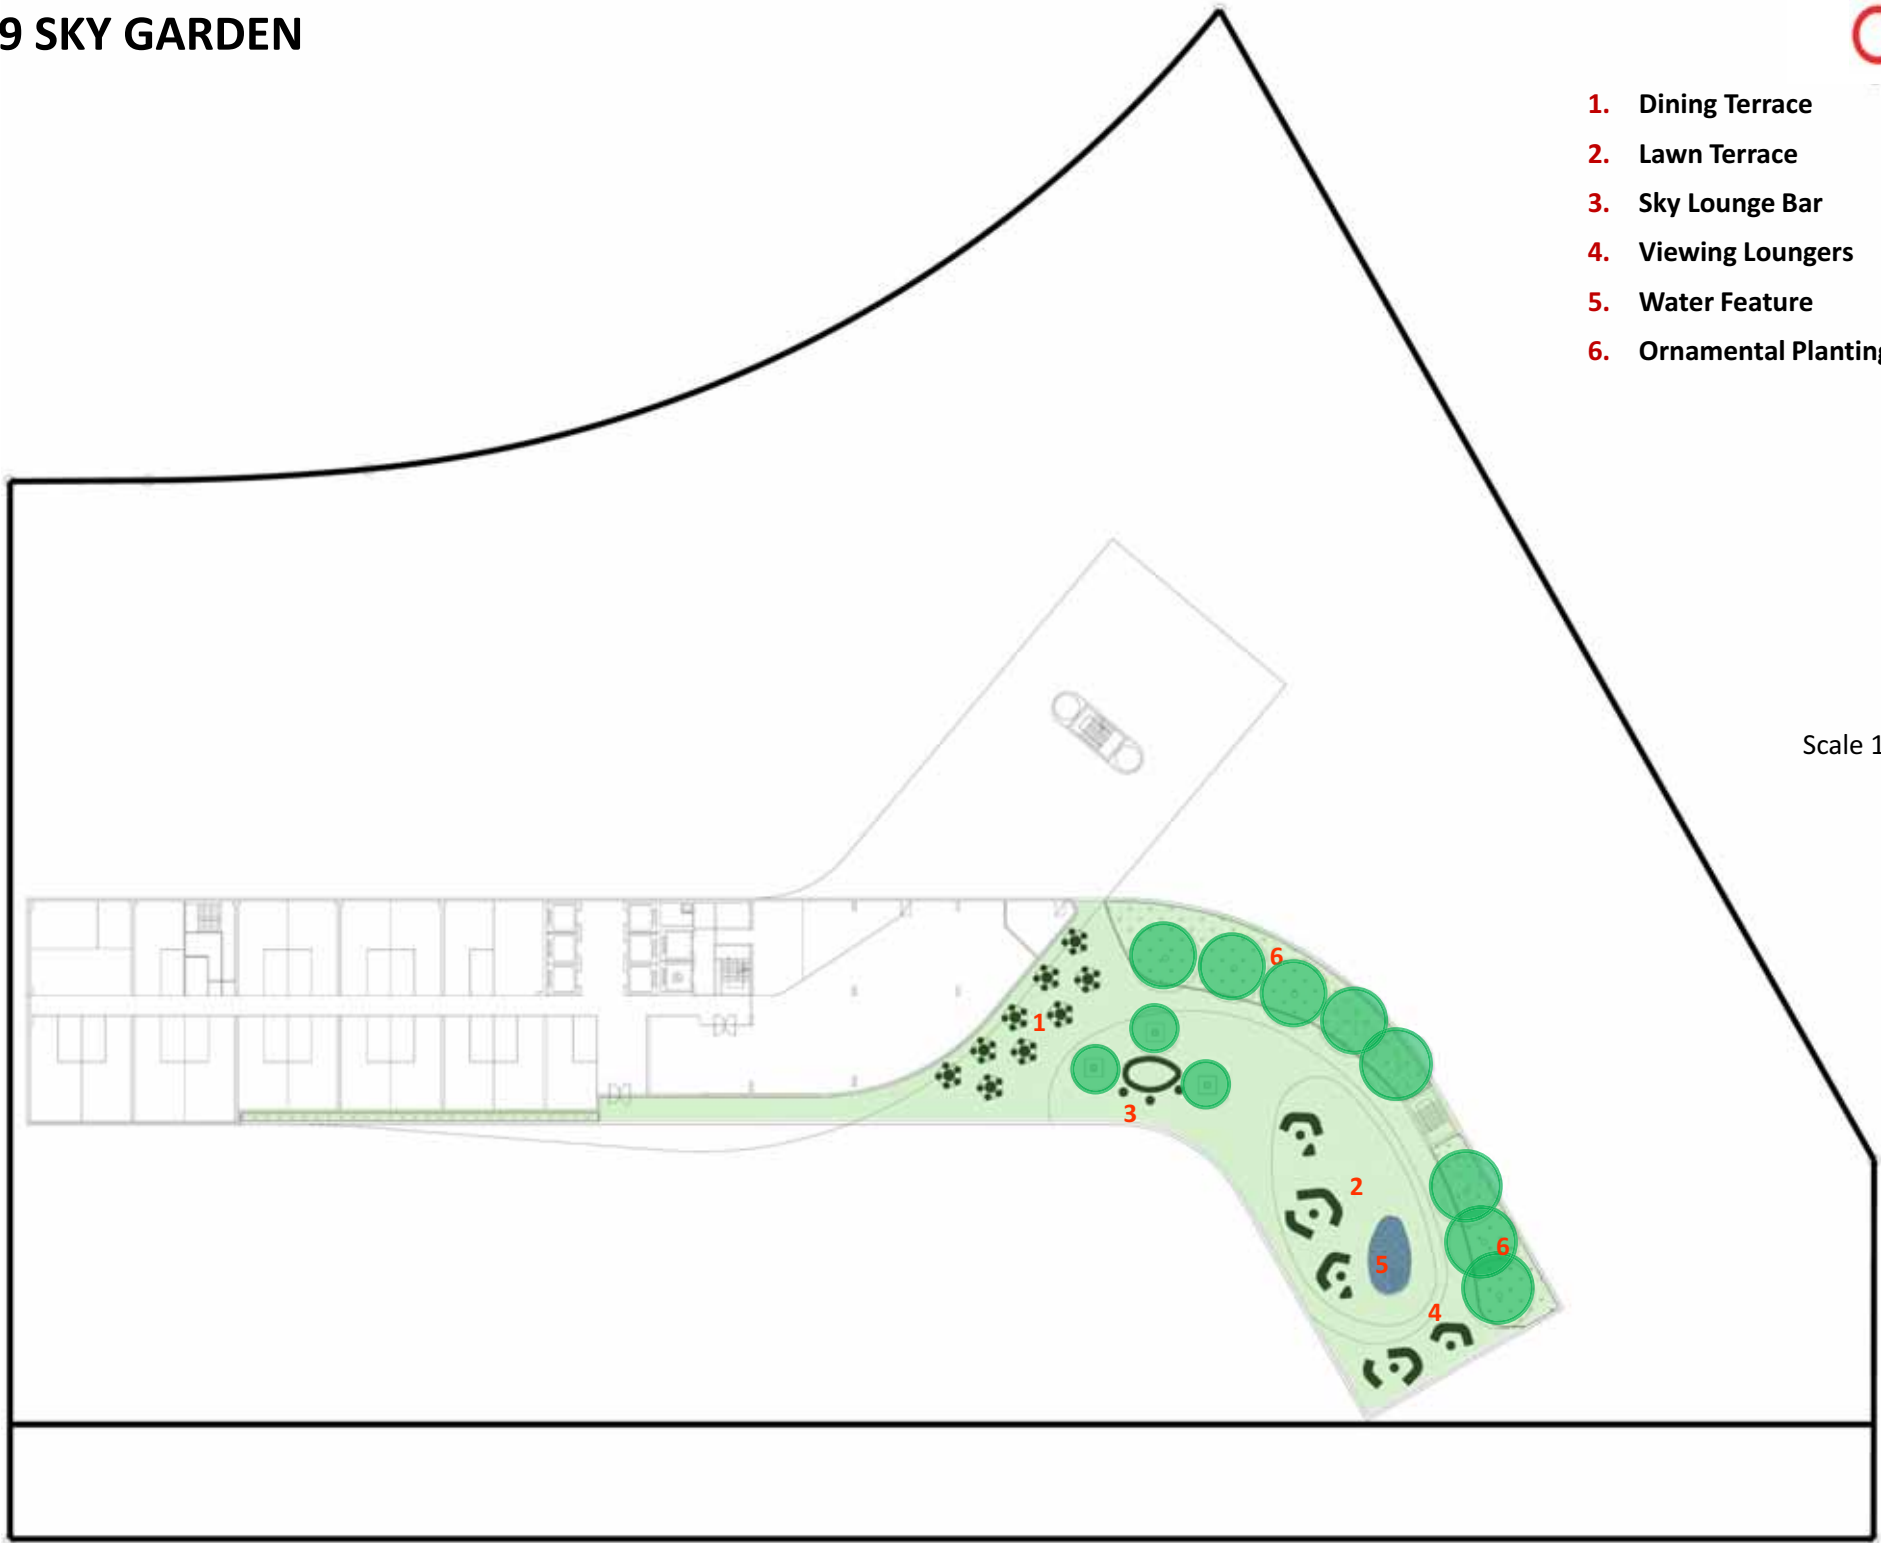 9 SKY GARDEN
1. Dining Terrace
2. Lawn Terrace
3. Sky Lounge Bar
4. Viewing Loungers
5. Water Feature
6. Ornamental Planting
Scale 1
6
1
3
2
5
6
4